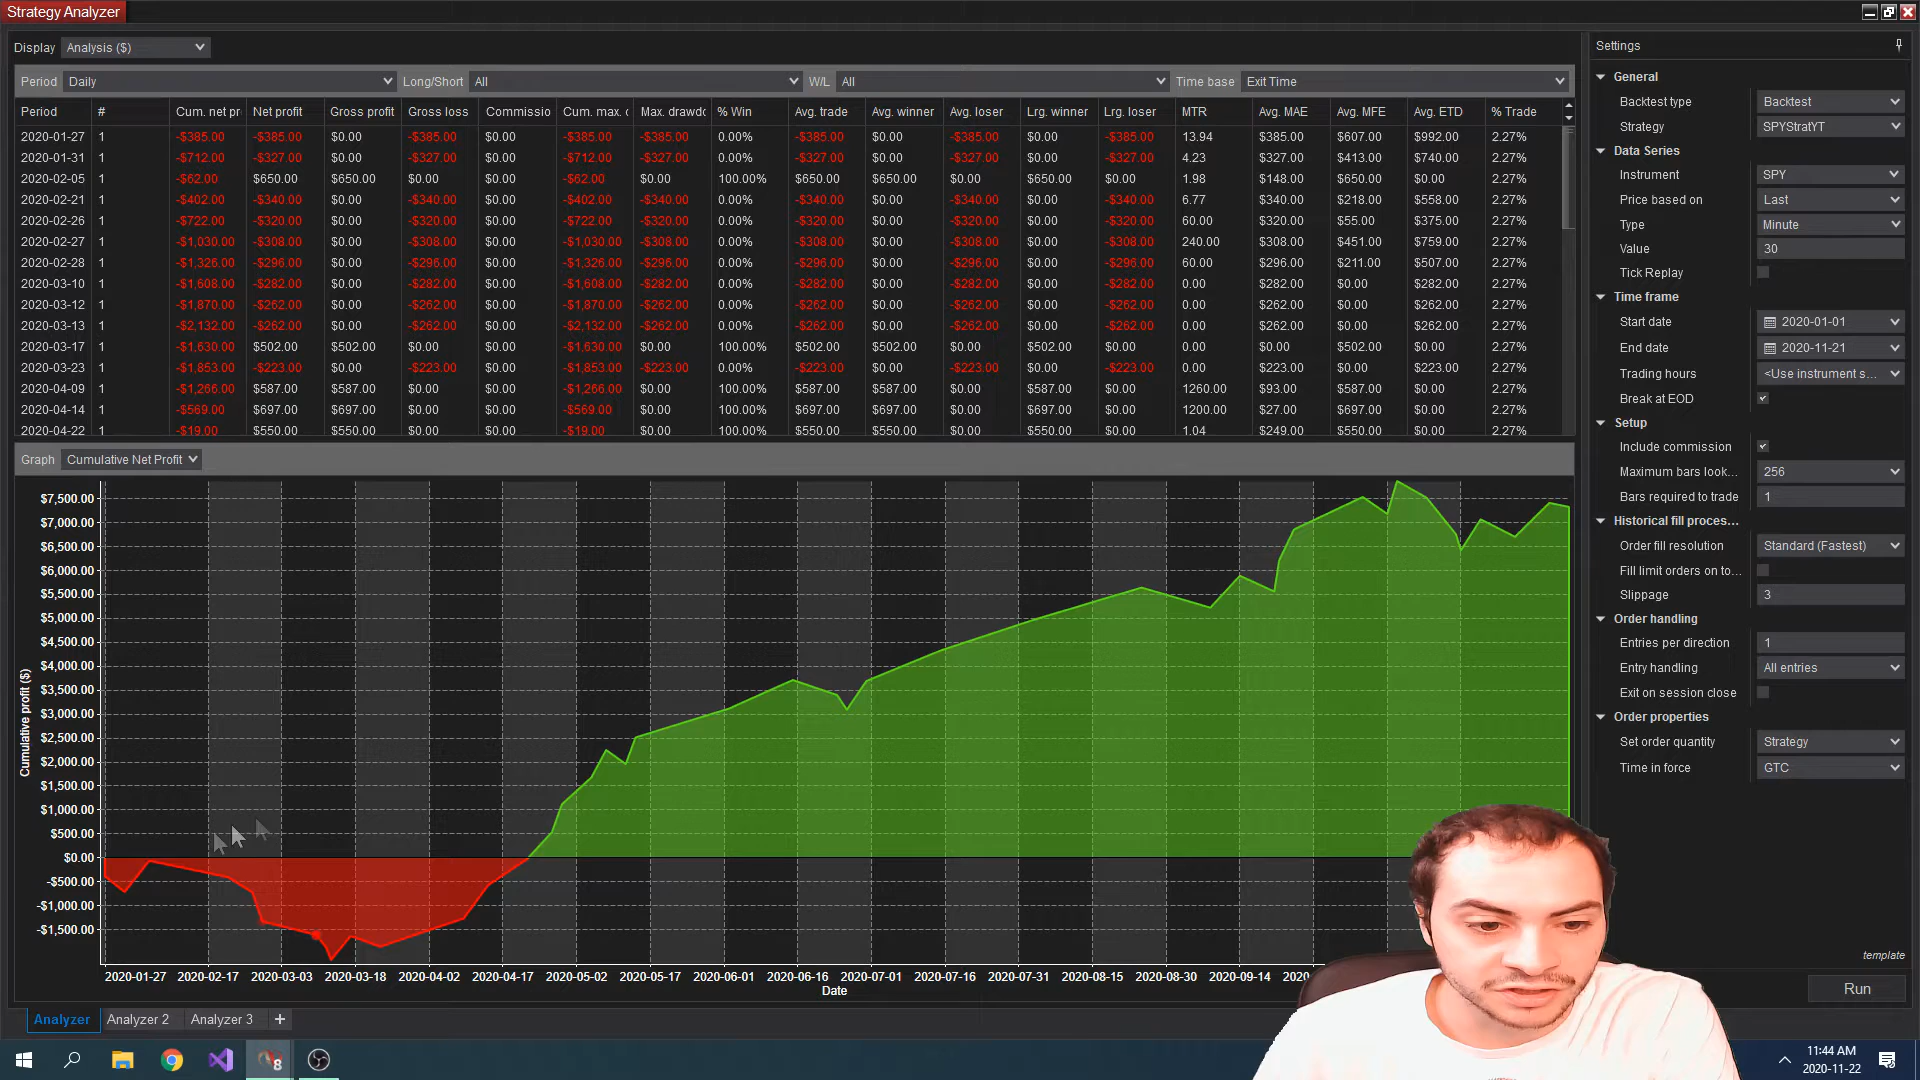 Strategy Analyzer
Display Analysis ($)
Period Daily Long/Short All W/L All Time base Exit Time
Period # Cum. net pr Net profit Gross profit Gross loss Commissio Cum. max. Max. drawdo % Win Avg. trade Avg. winner Avg. loser Lrg. winner Lrg. loser MTR Avg. MAE Avg. MFE Avg. ETD % Trade
2020-01-27 1 -$385.00 -$385.00 $0.00 -$385.00 $0.00 -$385.00 -$385.00 0.00% -$385.00 $0.00 -$385.00 $0.00 -$385.00 13.94 $385.00 $607.00 $992.00 2.27%
2020-01-31 1 -$712.00 -$327.00 $0.00 -$327.00 $0.00 -$712.00 -$327.00 0.00% -$327.00 $0.00 -$327.00 $0.00 -$327.00 4.23 $327.00 $413.00 $740.00 2.27%
2020-02-05 1 -$62.00 $650.00 $650.00 $0.00 $0.00 -$62.00 $0.00 100.00% $650.00 $650.00 $0.00 $650.00 $0.00 1.98 $148.00 $650.00 $0.00 2.27%
2020-02-21 1 -$402.00 -$340.00 $0.00 -$340.00 $0.00 -$402.00 -$340.00 0.00% -$340.00 $0.00 -$340.00 $0.00 -$340.00 6.77 $340.00 $218.00 $558.00 2.27%
2020-02-26 1 -$722.00 -$320.00 $0.00 -$320.00 $0.00 -$722.00 -$320.00 0.00% -$320.00 $0.00 -$320.00 $0.00 -$320.00 60.00 $320.00 $55.00 $375.00 2.27%
2020-02-27 1 -$1,030.00 -$308.00 $0.00 -$308.00 $0.00 -$1,030.00 -$308.00 0.00% -$308.00 $0.00 -$308.00 $0.00 -$308.00 240.00 $308.00 $451.00 $759.00 2.27%
2020-02-28 1 -$1,326.00 -$296.00 $0.00 -$296.00 $0.00 -$1,326.00 -$296.00 0.00% -$296.00 $0.00 -$296.00 $0.00 -$296.00 60.00 $296.00 $211.00 $507.00 2.27%
2020-03-10 1 -$1,608.00 -$282.00 $0.00 -$282.00 $0.00 -$1,608.00 -$282.00 0.00% -$282.00 $0.00 -$282.00 $0.00 -$282.00 0.00 $282.00 $0.00 $282.00 2.27%
2020-03-12 1 -$1,870.00 -$262.00 $0.00 -$262.00 $0.00 -$1,870.00 -$262.00 0.00% -$262.00 $0.00 -$262.00 $0.00 -$262.00 0.00 $262.00 $0.00 $262.00 2.27%
2020-03-13 1 -$2,132.00 -$262.00 $0.00 -$262.00 $0.00 -$2,132.00 -$262.00 0.00% -$262.00 $0.00 -$262.00 $0.00 -$262.00 0.00 $262.00 $0.00 $262.00 2.27%
2020-03-17 1 -$1,630.00 $502.00 $502.00 $0.00 $0.00 -$1,630.00 $0.00 100.00% $502.00 $502.00 $0.00 $502.00 $0.00 0.00 $0.00 $502.00 $0.00 2.27%
2020-03-23 1 -$1,853.00 -$223.00 $0.00 -$223.00 $0.00 -$1,853.00 -$223.00 0.00% -$223.00 $0.00 -$223.00 $0.00 -$223.00 0.00 $223.00 $0.00 $223.00 2.27%
2020-04-09 1 -$1,266.00 $587.00 $587.00 $0.00 $0.00 -$1,266.00 $0.00 100.00% $587.00 $587.00 $0.00 $587.00 $0.00 1260.00 $93.00 $587.00 $0.00 2.27%
2020-04-14 1 -$569.00 $697.00 $697.00 $0.00 $0.00 -$569.00 $0.00 100.00% $697.00 $697.00 $0.00 $697.00 $0.00 1200.00 $27.00 $697.00 $0.00 2.27%
2020-04-22 1 -$19.00 $550.00 $550.00 $0.00 $0.00 -$19.00 $0.00 100.00% $550.00 $550.00 $0.00 $550.00 $0.00 1.04 $249.00 $550.00 $0.00 2.27%
Graph Cumulative Net Profit
$7,500.00
$7,000.00
$6,500.00
$6,000.00
$5,500.00
$5,000.00
$4,500.00
$4,000.00
$3,500.00
$3,000.00
$2,500.00
$2,000.00
$1,500.00
$1,000.00
$500.00
$0.00
-$500.00
-$1,000.00
-$1,500.00
Cumulative profit ($)
2020-01-27 2020-02-17 2020-03-03 2020-03-18 2020-04-02 2020-04-17 2020-05-02 2020-05-17 2020-06-01 2020-06-16 2020-07-01 2020-07-16 2020-07-31 2020-08-15 2020-08-30 2020-09-14 2020
Date
Analyzer Analyzer 2 Analyzer 3 +
Settings
General
Backtest type Backtest
Strategy SPYStratYT
Data Series
Instrument SPY
Price based on Last
Type Minute
Value 30
Tick Replay
Time frame
Start date 2020-01-01
End date 2020-11-21
Trading hours <Use instrument s...
Break at EOD
Setup
Include commission
Maximum bars look... 256
Bars required to trade 1
Historical fill proces...
Order fill resolution Standard (Fastest)
Fill limit orders on to...
Slippage 3
Order handling
Entries per direction 1
Entry handling All entries
Exit on session close
Order properties
Set order quantity Strategy
Time in force GTC
template
Run
8
11:44 AM
2020-11-22